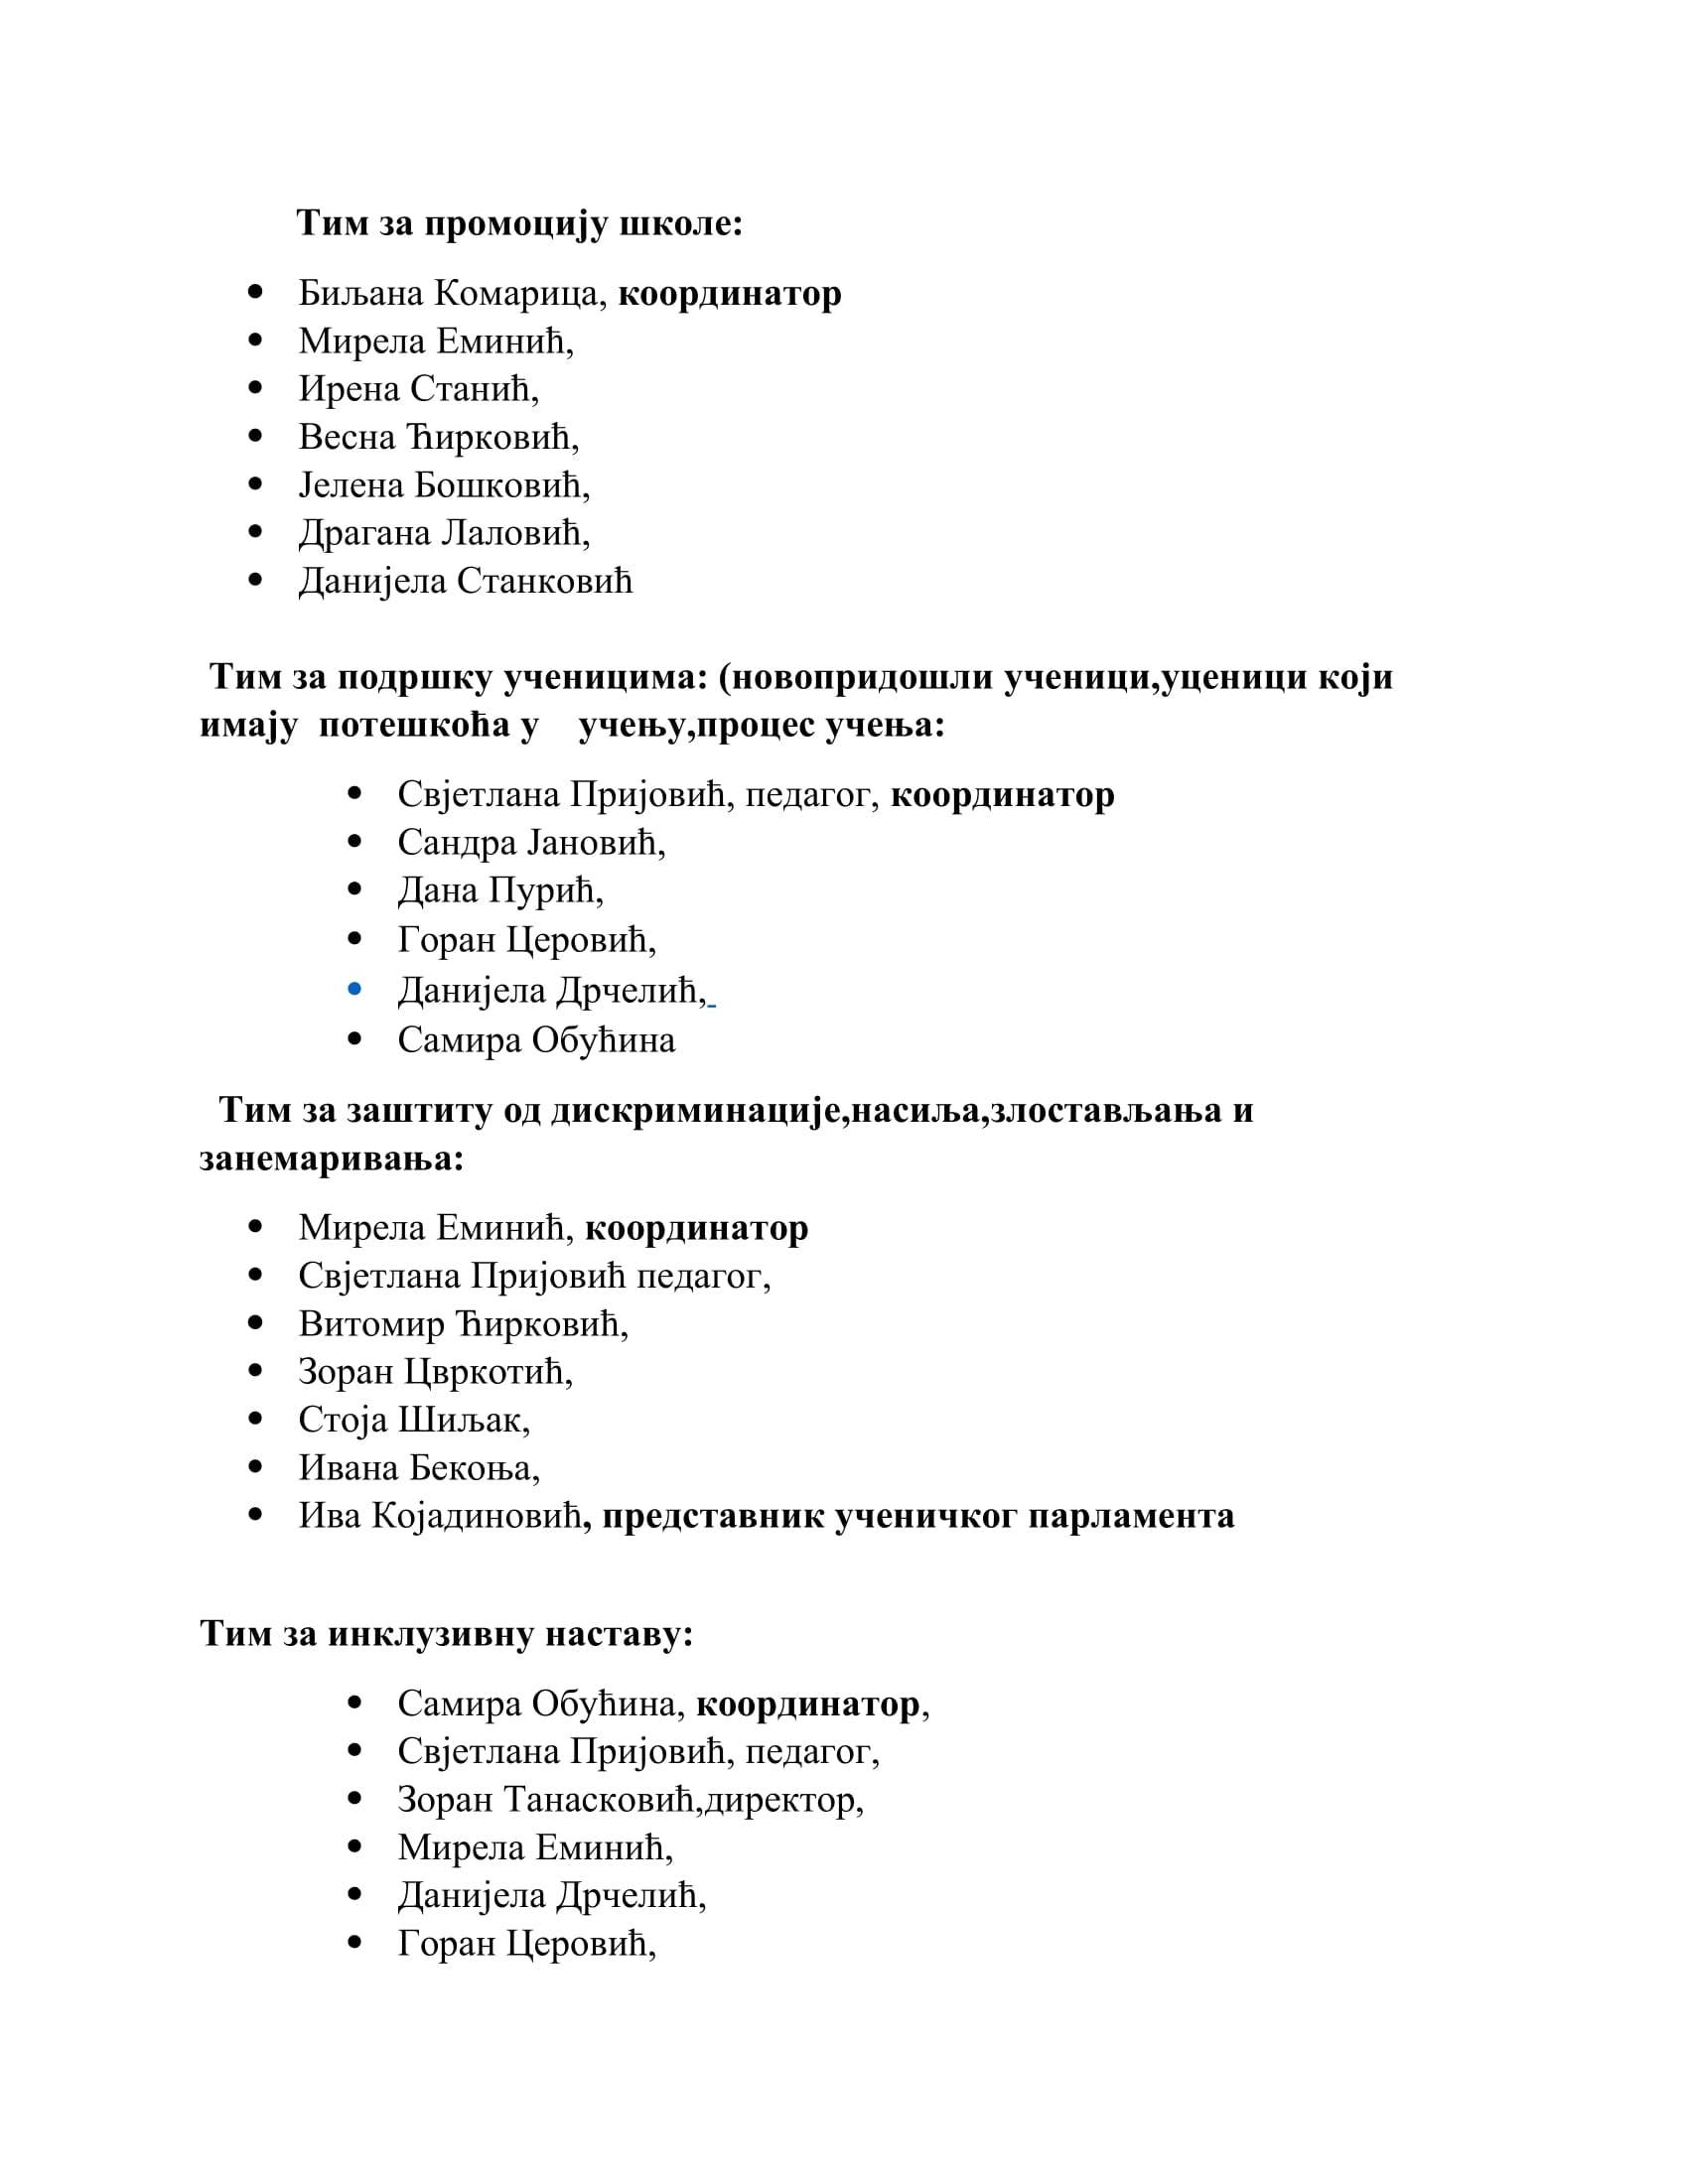 Тим за промоцију школе:
• Биљана Комарица, координатор
• Мирела Еминић,
• Ирена Станић,
• Весна Ћирковић,
• Јелена Бошковић,
• Драгана Лаловић,
• Данијела Станковић
Тим за подршку ученицима: (новопридошли ученици,уценици који
имају  потешкоћа у    учењу,процес учења:
• Свјетлана Пријовић, педагог, координатор
• Сандра Јановић,
• Дана Пурић,
• Горан Церовић,
• Данијела Дрчелић,
• Самира Обућина
Тим за заштиту од дискриминације,насиља,злостављања и
занемаривања:
• Мирела Еминић, координатор
• Свјетлана Пријовић педагог,
• Витомир Ћирковић,
• Зоран Цвркотић,
• Стоја Шиљак,
• Ивана Бекоња,
• Ива Којадиновић, представник ученичког парламента
Тим за инклузивну наставу:
• Самира Обућина, координатор,
• Свјетлана Пријовић, педагог,
• Зоран Танасковић,директор,
• Мирела Еминић,
• Данијела Дрчелић,
• Горан Церовић,